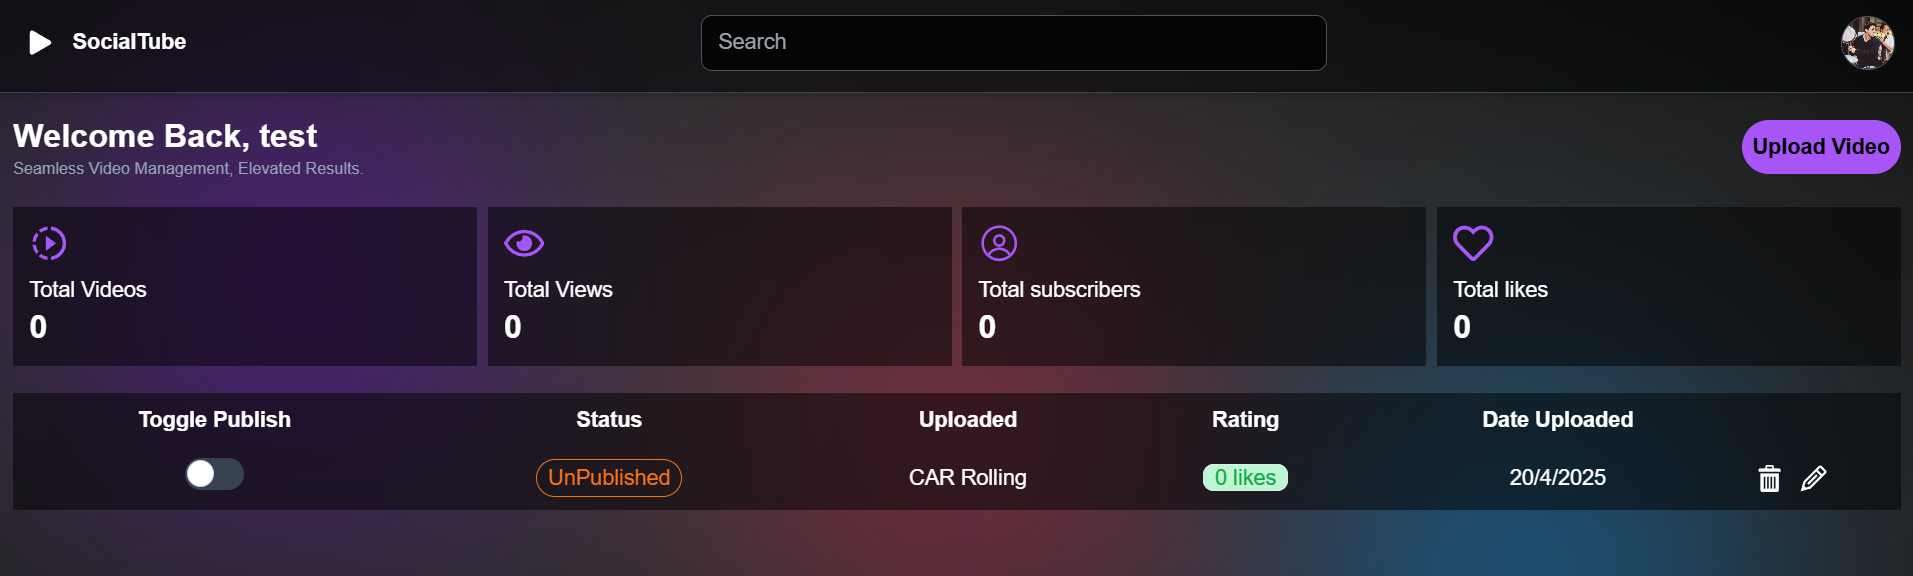 SocialTube
Search
Welcome Back, test
Seamless Video Management, Elevated Results.
Upload Video
Total Videos
0
Total Views
0
Total subscribers
0
Total likes
0
Toggle Publish Status Uploaded Rating Date Uploaded
UnPublished CAR Rolling 0 likes 20/4/2025